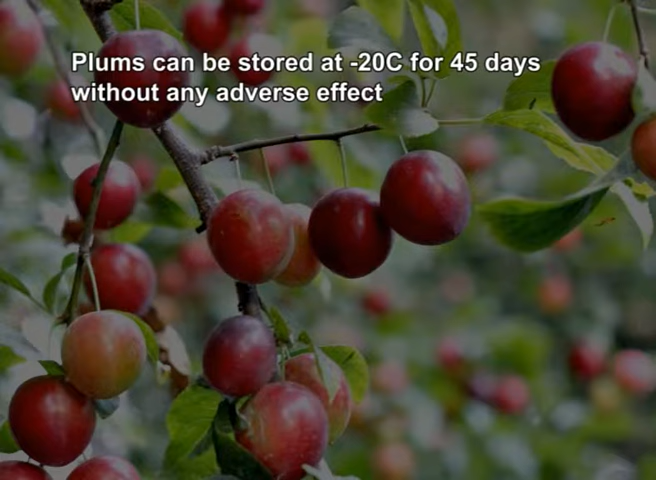 Plums can be stored at -20C for 45 days
without any adverse effect